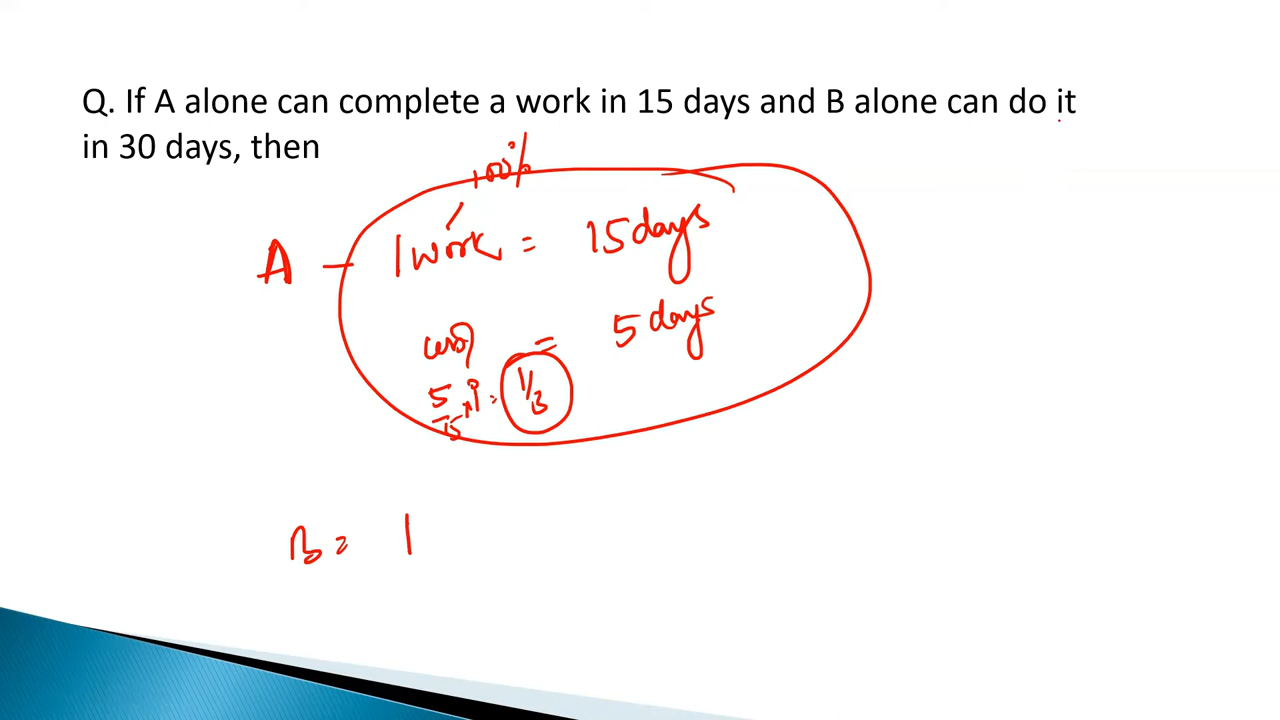 Q. If A alone can complete a work in 15 days and B alone can do it
in 30 days, then
100%
A - 1 work = 15 days
= 5 days
5/15 × 1 = 1/3
B = 1